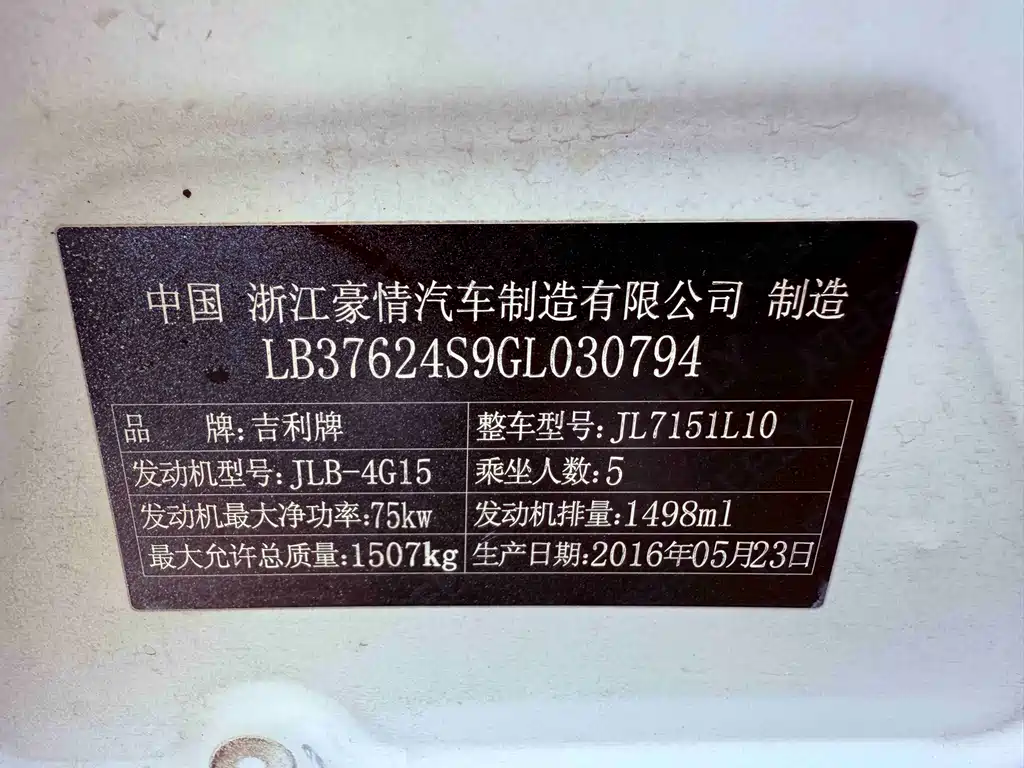 中国 浙江豪情汽车制造有限公司 制造
LB37624S9GL030794
品 牌:吉利牌 整车型号:JL7151L10
发动机型号:JLB-4G15 乘坐人数:5
发动机最大净功率:75kw 发动机排量:1498ml
最大允许总质量:1507kg 生产日期:2016年05月23日